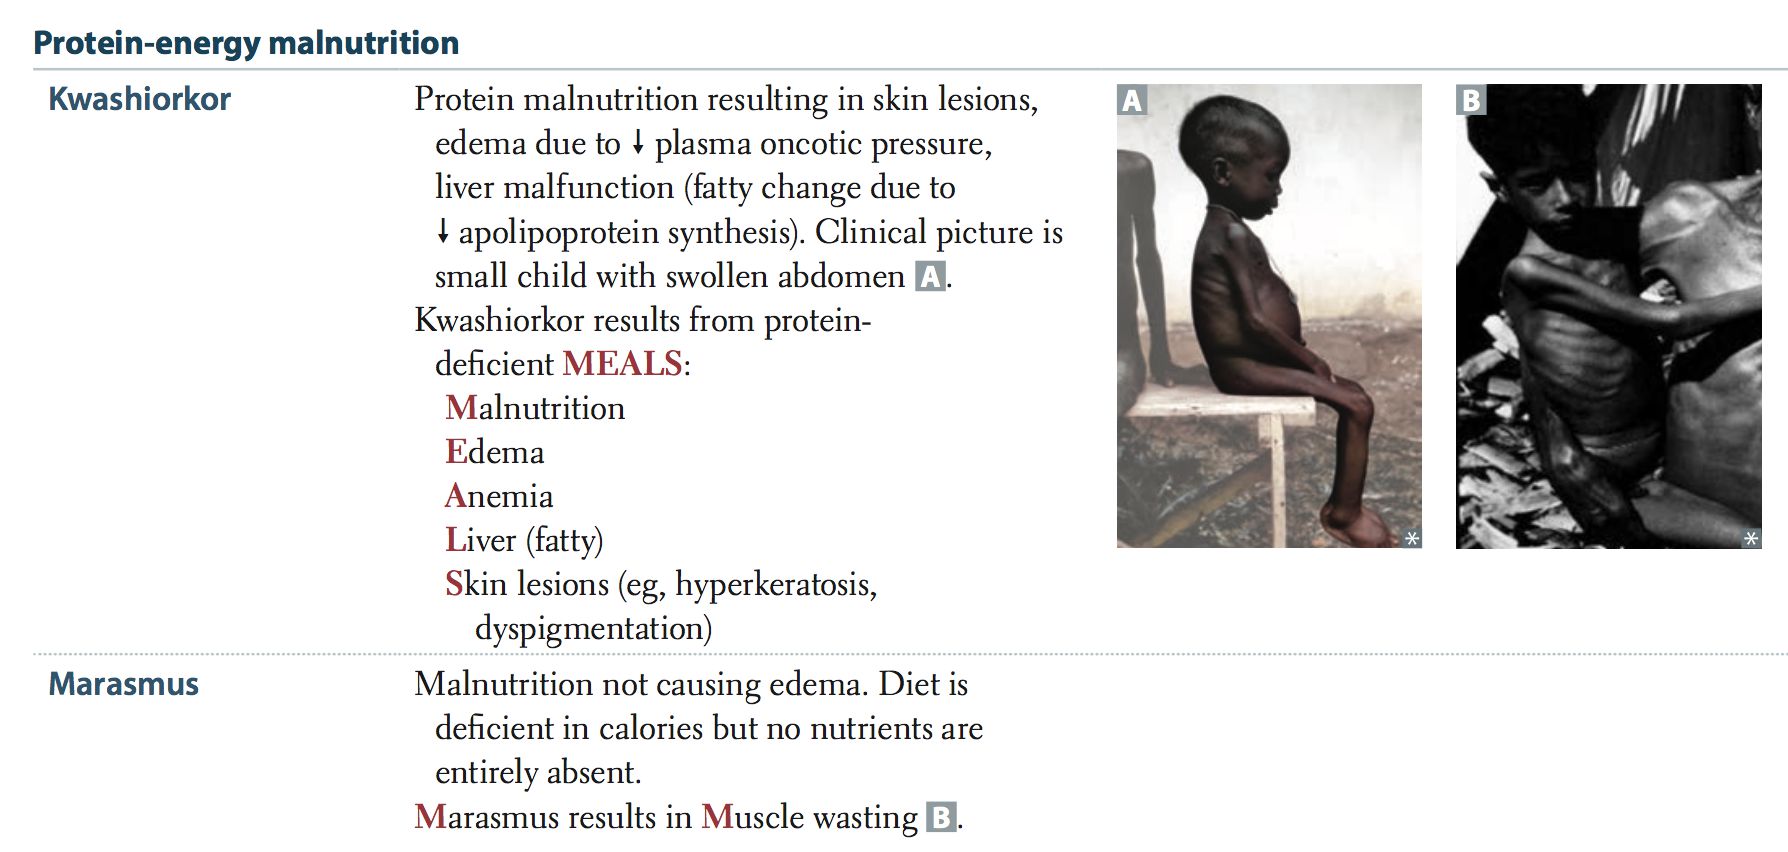 Protein-energy malnutrition
Kwashiorkor
Protein malnutrition resulting in skin lesions,
edema due to ↓ plasma oncotic pressure,
liver malfunction (fatty change due to
↓ apolipoprotein synthesis). Clinical picture is
small child with swollen abdomen A.
Kwashiorkor results from protein-
deficient MEALS:
Malnutrition
Edema
Anemia
Liver (fatty)
Skin lesions (eg, hyperkeratosis,
dyspigmentation)
A
*
B
*
Marasmus
Malnutrition not causing edema. Diet is
deficient in calories but no nutrients are
entirely absent.
Marasmus results in Muscle wasting B.